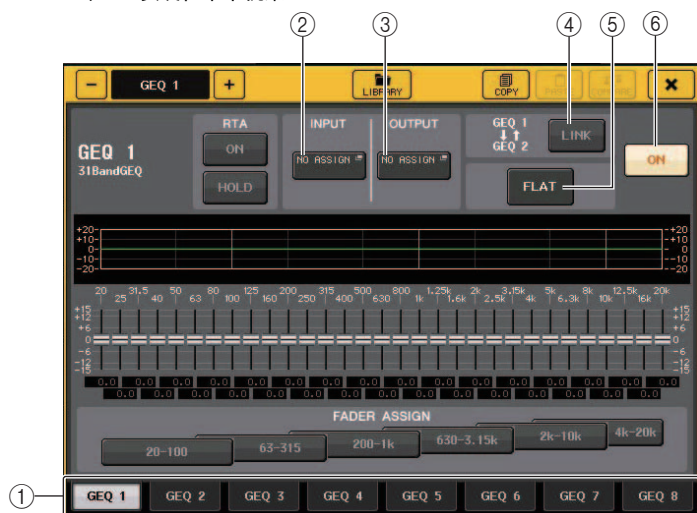 ② ③ ④ ⑤ ⑥
− GEQ 1 + LIBRARY COPY ×
GEQ 1
31BandGEQ
RTA
ON
HOLD
INPUT
NO ASSIGN
OUTPUT
NO ASSIGN
GEQ 1
↓↑
GEQ 2
LINK
FLAT
ON
+20 +20
+10 +10
0 0
-10 -10
-20 -20
20 31.5 50 80 125 200 315 500 800 1.25k 2k 3.15k 5k 8k 12.5k 20k
25 40 63 100 160 250 400 630 1k 1.6k 2.5k 4k 6.3k 10k 16k
+15 +15
+12 +12
+6 +6
0 0
-6 -6
-12 -12
-15 -15
0.0 0.0 0.0 0.0 0.0 0.0 0.0 0.0 0.0 0.0 0.0 0.0 0.0 0.0 0.0 0.0
0.0 0.0 0.0 0.0 0.0 0.0 0.0 0.0 0.0 0.0 0.0 0.0 0.0 0.0 0.0
FADER ASSIGN
20-100 63-315 200-1k 630-3.15k 2k-10k 4k-20k
① GEQ 1 GEQ 2 GEQ 3 GEQ 4 GEQ 5 GEQ 6 GEQ 7 GEQ 8